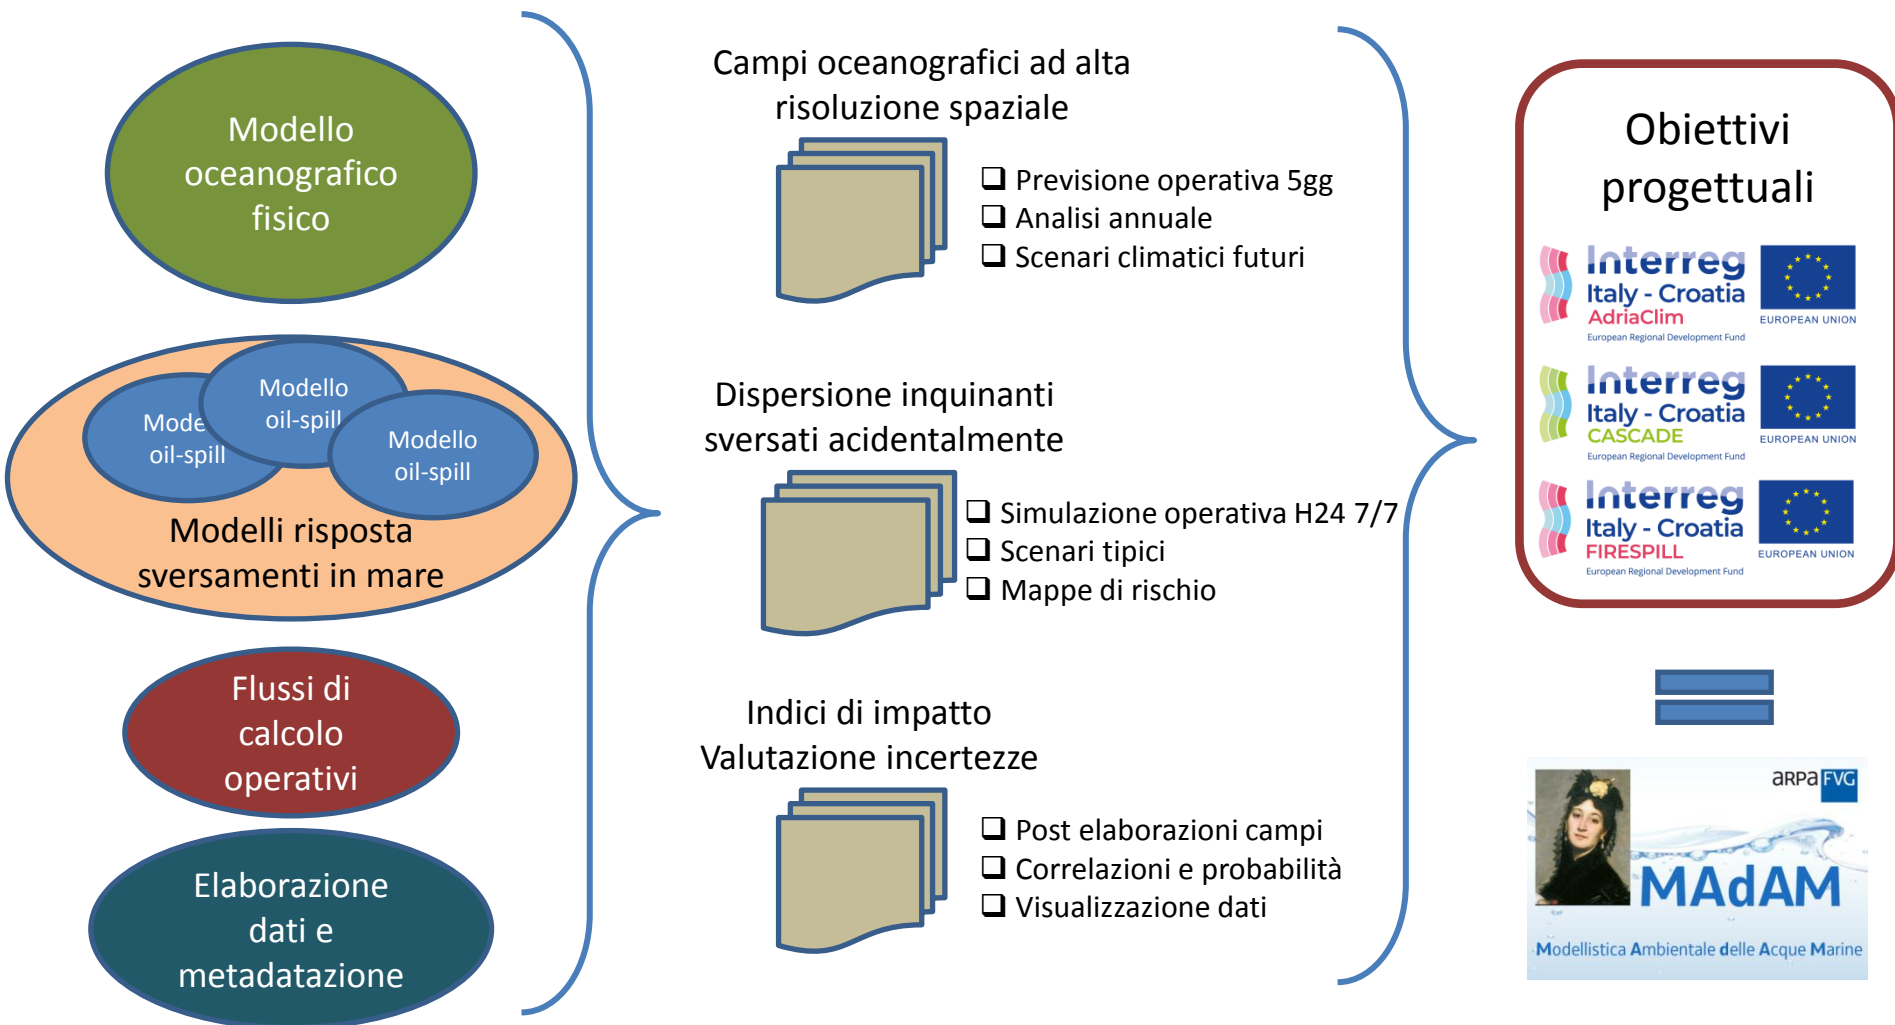 Modello
oceanografico
fisico
Modello
oil-spill
Modello
oil-spill
Modelli risposta
sversamenti in mare
Flussi di
calcolo
operativi
Elaborazione
dati e
metadatazione
Campi oceanografici ad alta
risoluzione spaziale
Previsione operativa 5gg
Analisi annuale
Scenari climatici futuri
Dispersione inquinanti
sversati acidentalmente
Simulazione operativa H24 7/7
Scenari tipici
Mappe di rischio
Indici di impatto
Valutazione incertezze
Post elaborazioni campi
Correlazioni e probabilità
Visualizzazione dati
Obiettivi
progettuali
Interreg
Italy - Croatia
AdriaClim
European Regional Development Fund
EUROPEAN UNION
Interreg
Italy - Croatia
CASCADE
European Regional Development Fund
EUROPEAN UNION
Interreg
Italy - Croatia
FIRESPILL
European Regional Development Fund
EUROPEAN UNION
arpa FVG
MAdAM
Modellistica Ambientale delle Acque Marine